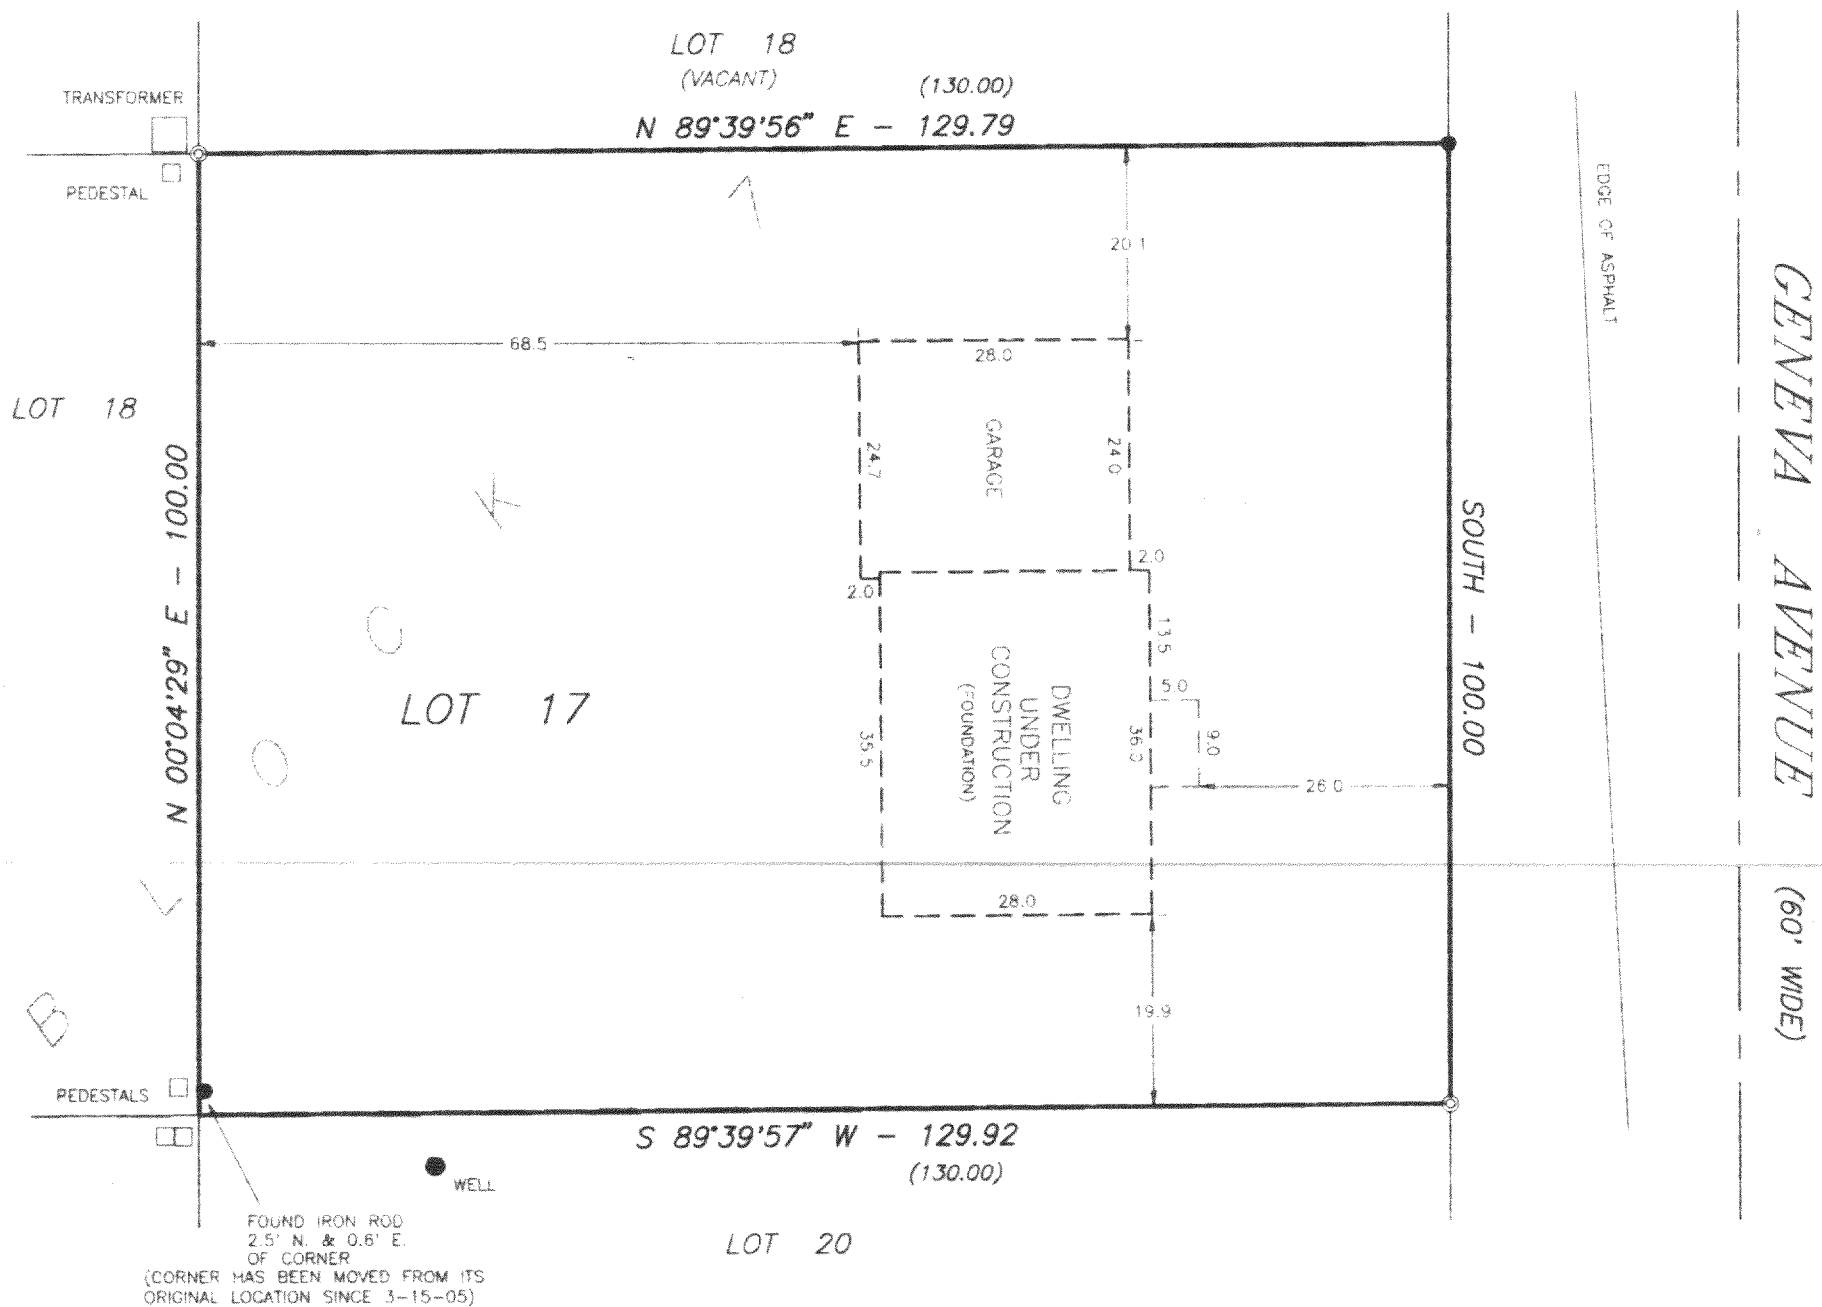 LOT 18
(VACANT)
(130.00)
N 89°39'56" E - 129.79
TRANSFORMER
PEDESTAL
20.1
EDGE OF ASPHALT
GENEVA AVENUE
(60' WIDE)
68.5
28.0
LOT 18
24.7
GARAGE
24.0
N 00°04'29" E - 100.00
SOUTH - 100.00
2.0
2.0
13.5
5.0
9.0
36.0
26.0
DWELLING
UNDER
CONSTRUCTION
(FOUNDATION)
35.5
LOT 17
BLOCK 1
28.0
19.9
PEDESTALS
S 89°39'57" W - 129.92
(130.00)
WELL
FOUND IRON ROD
2.5' N. & 0.6' E.
OF CORNER
(CORNER HAS BEEN MOVED FROM ITS
ORIGINAL LOCATION SINCE 3-15-05)
LOT 20